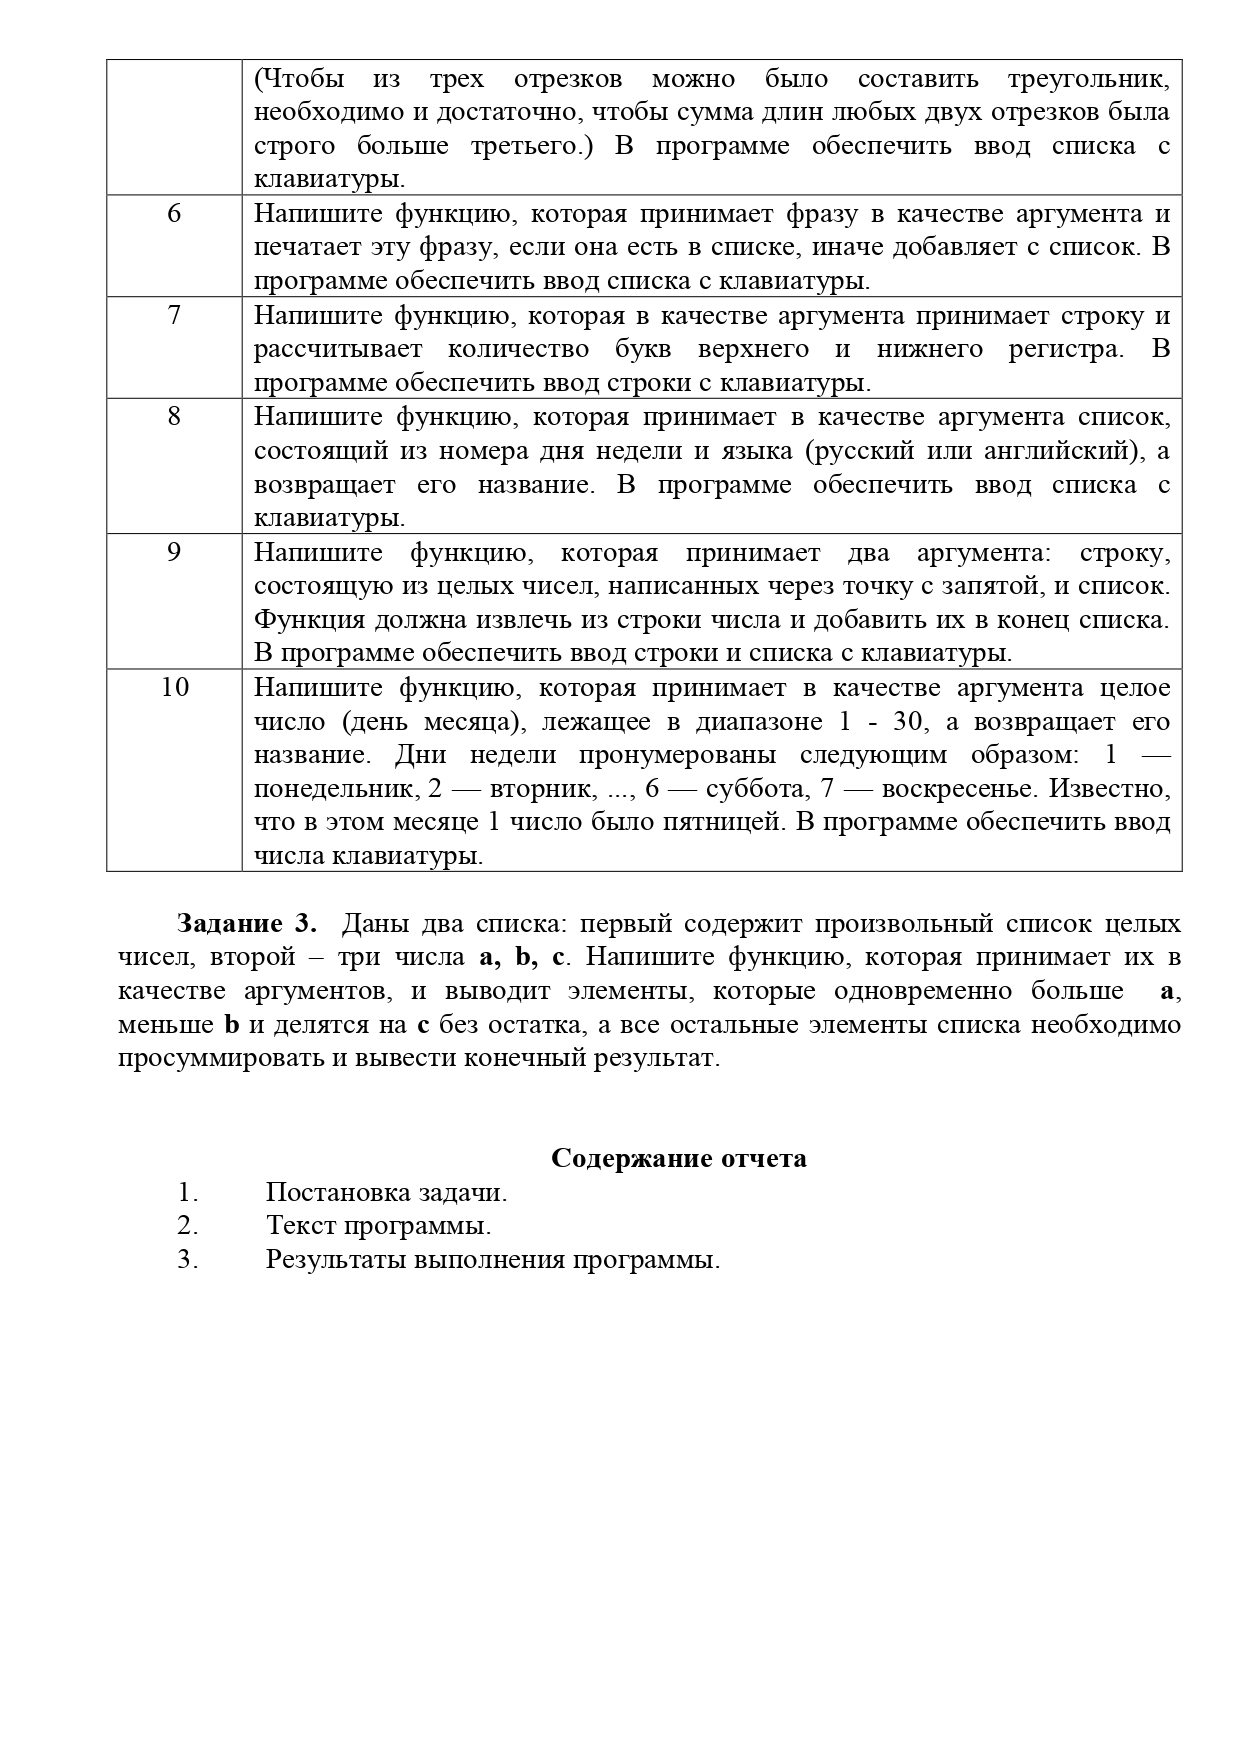 (Чтобы из трех отрезков можно было составить треугольник,
необходимо и достаточно, чтобы сумма длин любых двух отрезков была
строго больше третьего.) В программе обеспечить ввод списка с
клавиатуры.
6 Напишите функцию, которая принимает фразу в качестве аргумента и
печатает эту фразу, если она есть в списке, иначе добавляет с список. В
программе обеспечить ввод списка с клавиатуры.
7 Напишите функцию, которая в качестве аргумента принимает строку и
рассчитывает количество букв верхнего и нижнего регистра. В
программе обеспечить ввод строки с клавиатуры.
8 Напишите функцию, которая принимает в качестве аргумента список,
состоящий из номера дня недели и языка (русский или английский), а
возвращает его название. В программе обеспечить ввод списка с
клавиатуры.
9 Напишите функцию, которая принимает два аргумента: строку,
состоящую из целых чисел, написанных через точку с запятой, и список.
Функция должна извлечь из строки числа и добавить их в конец списка.
В программе обеспечить ввод строки и списка с клавиатуры.
10 Напишите функцию, которая принимает в качестве аргумента целое
число (день месяца), лежащее в диапазоне 1 - 30, а возвращает его
название. Дни недели пронумерованы следующим образом: 1 —
понедельник, 2 — вторник, ..., 6 — суббота, 7 — воскресенье. Известно,
что в этом месяце 1 число было пятницей. В программе обеспечить ввод
числа клавиатуры.
Задание 3. Даны два списка: первый содержит произвольный список целых
чисел, второй – три числа a, b, c. Напишите функцию, которая принимает их в
качестве аргументов, и выводит элементы, которые одновременно больше a,
меньше b и делятся на c без остатка, а все остальные элементы списка необходимо
просуммировать и вывести конечный результат.
Содержание отчета
1. Постановка задачи.
2. Текст программы.
3. Результаты выполнения программы.